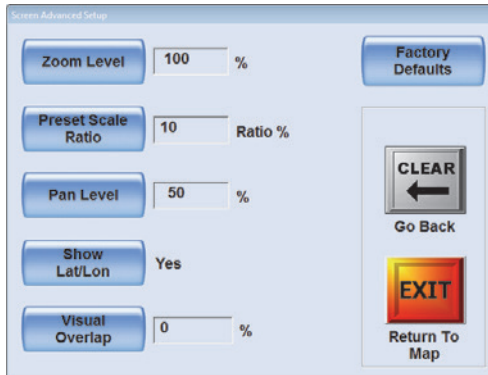 Screen Advanced Setup
Zoom Level 100 %
Factory
Defaults
Preset Scale
Ratio 10 Ratio %
Pan Level 50 %
CLEAR
Go Back
Show
Lat/Lon Yes
EXIT
Visual
Overlap 0 %
Return To
Map